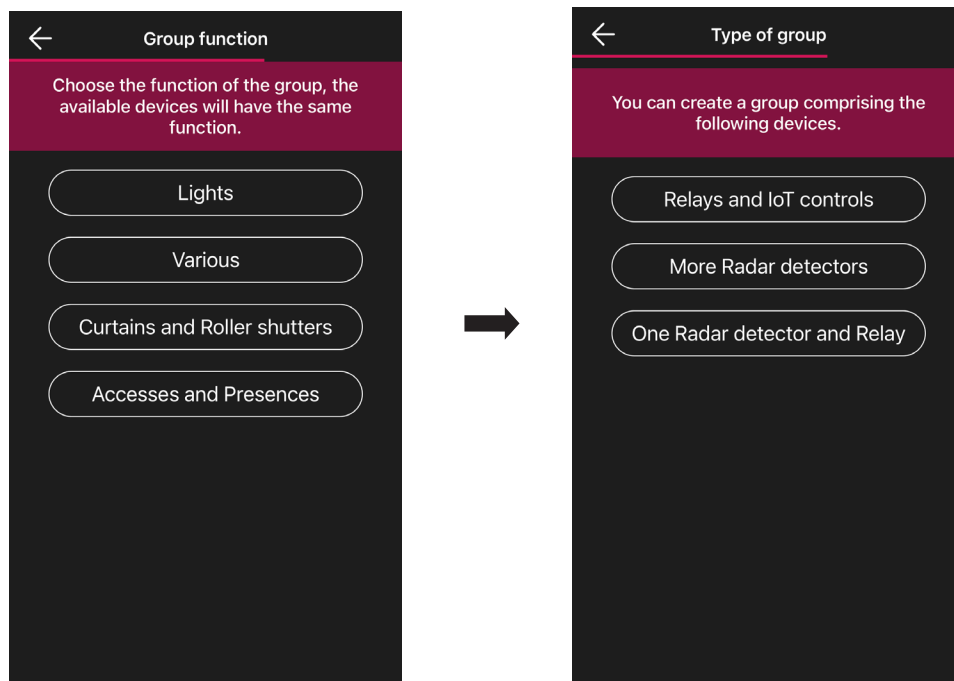 Group function
Choose the function of the group, the
available devices will have the same
function.
Lights
Various
Curtains and Roller shutters
Accesses and Presences
Type of group
You can create a group comprising the
following devices.
Relays and IoT controls
More Radar detectors
One Radar detector and Relay